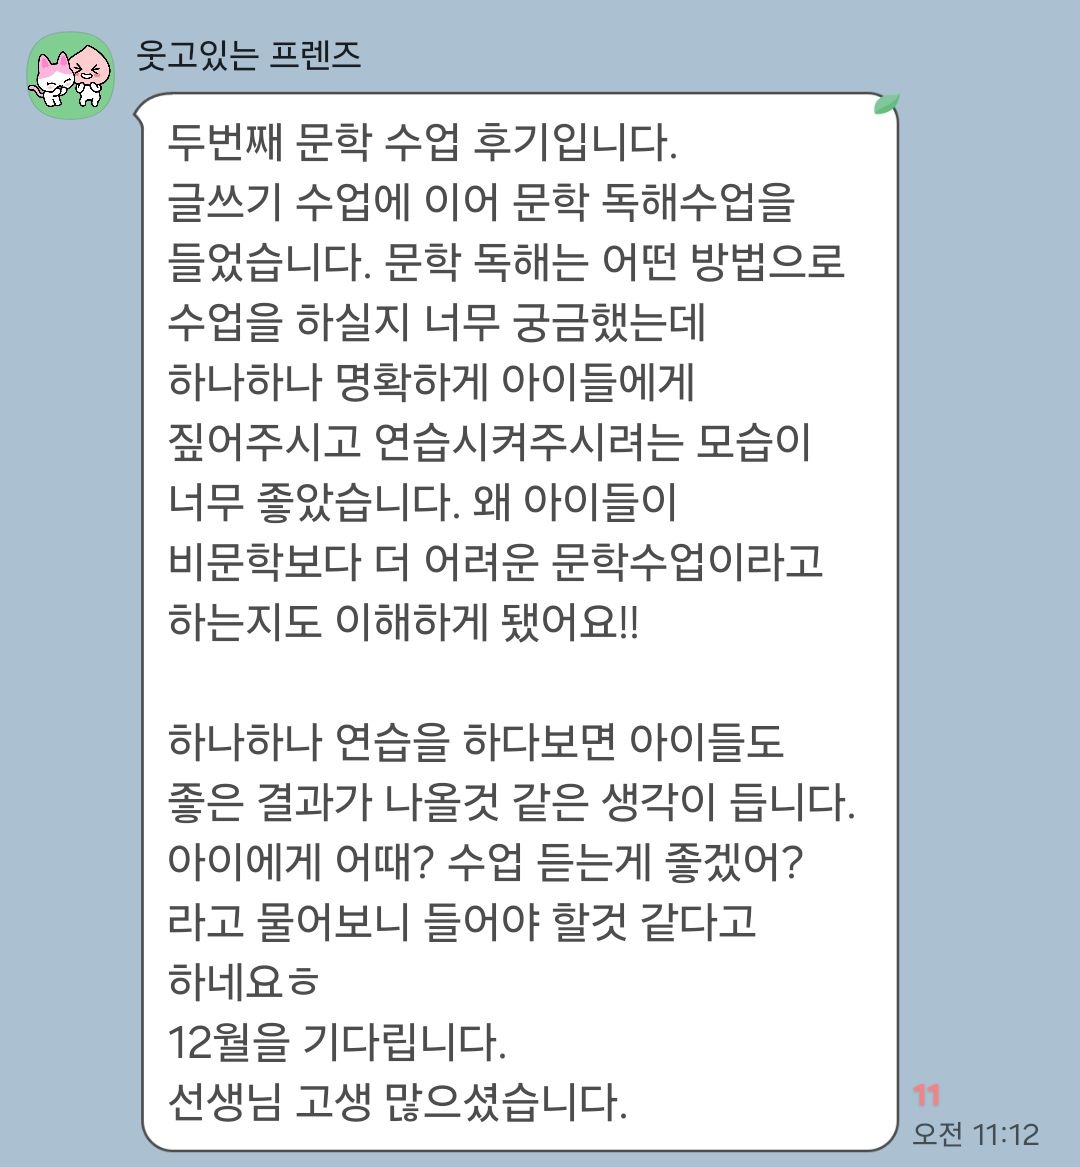 웃고있는 프렌즈
두번째 문학 수업 후기입니다.
글쓰기 수업에 이어 문학 독해수업을
들었습니다. 문학 독해는 어떤 방법으로
수업을 하실지 너무 궁금했는데
하나하나 명확하게 아이들에게
짚어주시고 연습시켜주시려는 모습이
너무 좋았습니다. 왜 아이들이
비문학보다 더 어려운 문학수업이라고
하는지도 이해하게 됐어요!!
하나하나 연습을 하다보면 아이들도
좋은 결과가 나올것 같은 생각이 듭니다.
아이에게 어때? 수업 듣는게 좋겠어?
라고 물어보니 들어야 할것 같다고
하네요ㅎ
12월을 기다립니다.
선생님 고생 많으셨습니다.
11
오전 11:12